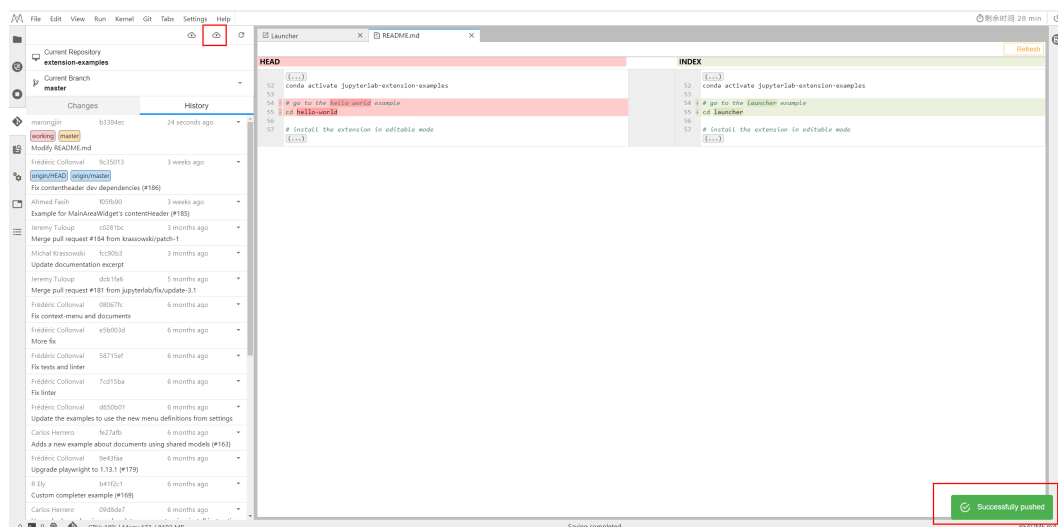 File Edit View Run Kernel Git Tabs Settings Help
剩余时间 28 min
Launcher
README.md
Refresh
Current Repository
extension-examples
Current Branch
master
Changes History
marongjin b3384ec 24 seconds ago
working master
Modify README.md
Frédéric Collonval 9c35013 3 weeks ago
origin/HEAD origin/master
Fix contentheader dev dependencies (#186)
Ahmed Fasih f05fb90 3 weeks ago
Example for MainAreaWidget's contentHeader (#185)
Jeremy Tuloup c0281bc 3 months ago
Merge pull request #184 from krassowski/patch-1
Michał Krassowski fcc90b3 3 months ago
Update documentation excerpt
Jeremy Tuloup dcb1fa6 5 months ago
Merge pull request #181 from jupyterlab/fix/update-3.1
Frédéric Collonval 08067fc 6 months ago
Fix context-menu and documents
Frédéric Collonval e5b003d 6 months ago
More fix
Frédéric Collonval 58715ef 6 months ago
Fix tests and linter
Frédéric Collonval 7cd15ba 6 months ago
Fix linter
Frédéric Collonval d650b01 6 months ago
Update the examples to use the new menu definitions from settings
Carlos Herrero fe27afb 6 months ago
Adds a new example about documents using shared models (#163)
Frédéric Collonval 9e43faa 6 months ago
Upgrade playwright to 1.13.1 (#179)
R Ely b41f2c1 6 months ago
Custom completer example (#169)
Carlos Herrero 09d8de7 6 months ago
HEAD
(...)
52 conda activate jupyterlab-extension-examples
53
54 - # go to the hello world example
55 - cd hello-world
56
57 # install the extension in editable mode
(...)
INDEX
(...)
52 conda activate jupyterlab-extension-examples
53
54 + # go to the launcher example
55 + cd launcher
56
57 # install the extension in editable mode
(...)
Successfully pushed
Saving completed